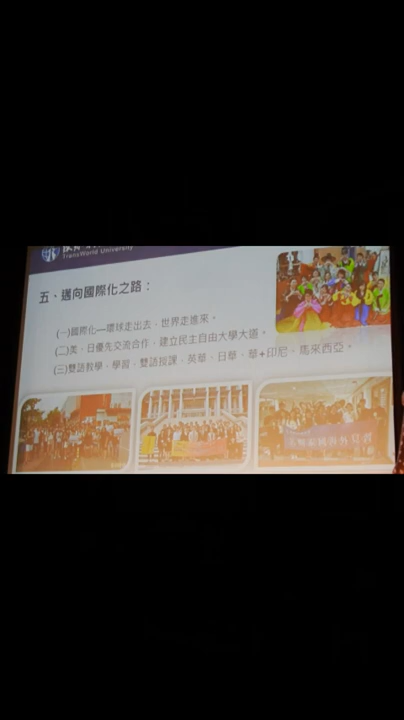 TransWorld University
五、邁向國際化之路：
(一)國際化—環球走出去、世界走進來。
(二)美、日優先交流合作、建立民主自由大學大道。
(三)雙語教學、學習、雙語授課、英華、日華、華+印尼、馬來西亞。